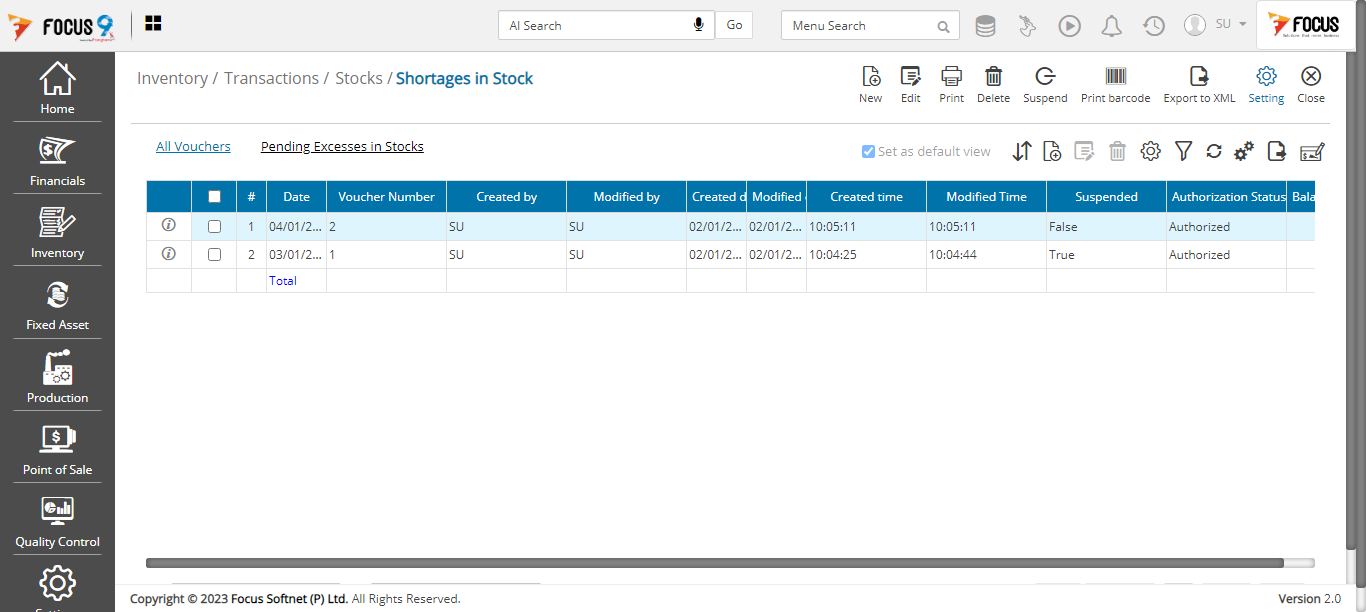 FOCUS 9
AI Search
Go
Menu Search
SU
FOCUS
Home
Financials
Inventory
Fixed Asset
Production
Point of Sale
Quality Control
Inventory / Transactions / Stocks / Shortages in Stock
New
Edit
Print
Delete
Suspend
Print barcode
Export to XML
Setting
Close
All Vouchers
Pending Excesses in Stocks
Set as default view
# Date Voucher Number Created by Modified by Created d Modified Created time Modified Time Suspended Authorization Status Bala
1 04/01/2... 2 SU SU 02/01/2... 02/01/2... 10:05:11 10:05:11 False Authorized
2 03/01/2... 1 SU SU 02/01/2... 02/01/2... 10:04:25 10:04:44 True Authorized
Total
Copyright © 2023 Focus Softnet (P) Ltd. All Rights Reserved.
Version 2.0